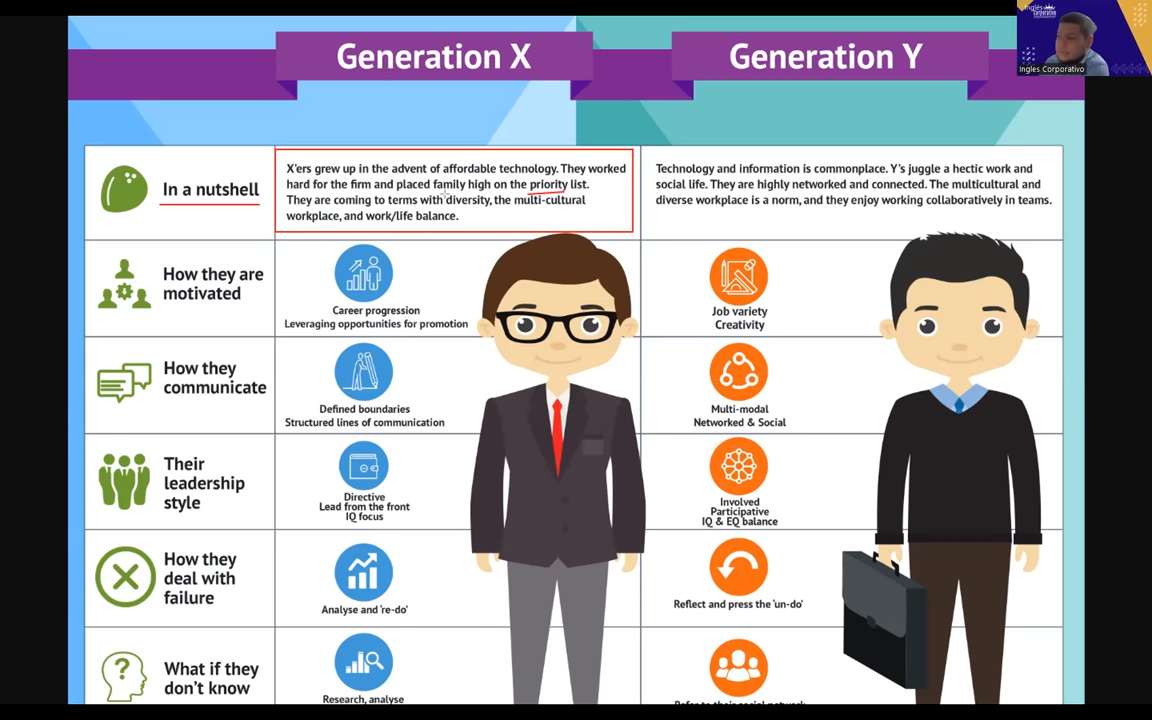 Generation X
Generation Y
Inglés
Corporativo
Ingles Corporativo
In a nutshell
X'ers grew up in the advent of affordable technology. They worked
hard for the firm and placed family high on the priority list.
They are coming to terms with diversity, the multi-cultural
workplace, and work/life balance.
Technology and information is commonplace. Y's juggle a hectic work and
social life. They are highly networked and connected. The multicultural and
diverse workplace is a norm, and they enjoy working collaboratively in teams.
How they are
motivated
Career progression
Leveraging opportunities for promotion
Job variety
Creativity
How they
communicate
Defined boundaries
Structured lines of communication
Multi-modal
Networked & Social
Their
leadership
style
Directive
Lead from the front
IQ focus
Involved
Participative
IQ & EQ balance
How they
deal with
failure
Analyse and 're-do'
Reflect and press the 'un-do'
What if they
don't know
Research, analyse
Refer to their social network